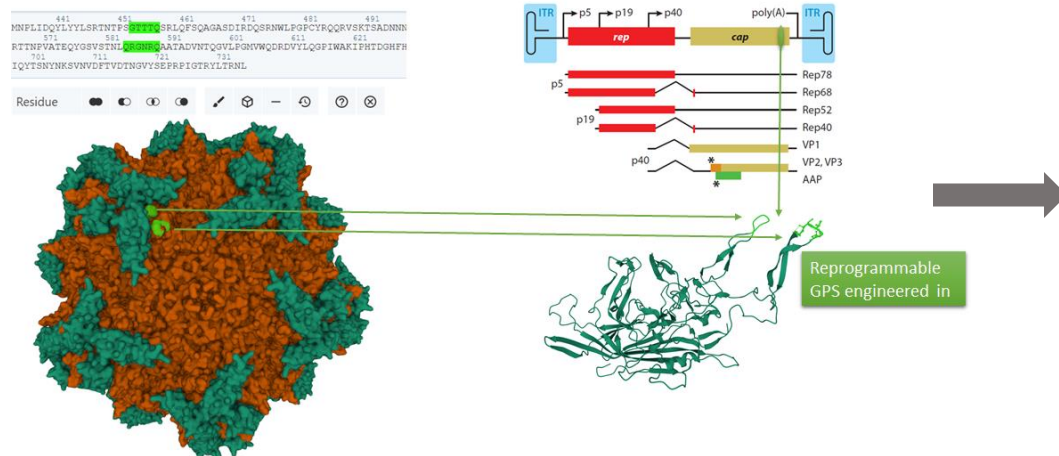 441 451 461 471 481 491
MNPLIDQYLYYLSRTNTPSGTTTQSRLQFSQAGASDIRDQSRNWLPGPCYRQQRVSKTSADNNN
571 581 591 601 611 621
RTTNPVATEQYGSVSTNLQRGNRQAATADVNTQGVLPGMVWQDRDVYLQGPIWAKIPHTDGHFH
701 711 721 731
IQYTSNYNKSVNVDFTVDTNGVYSEPRPIGTRYLTRNL
Residue
ITR p5 p19 p40 poly(A) ITR
rep cap
Rep78
p5
Rep68
Rep52
p19
Rep40
VP1
p40 * VP2, VP3
* AAP
Reprogrammable
GPS engineered in